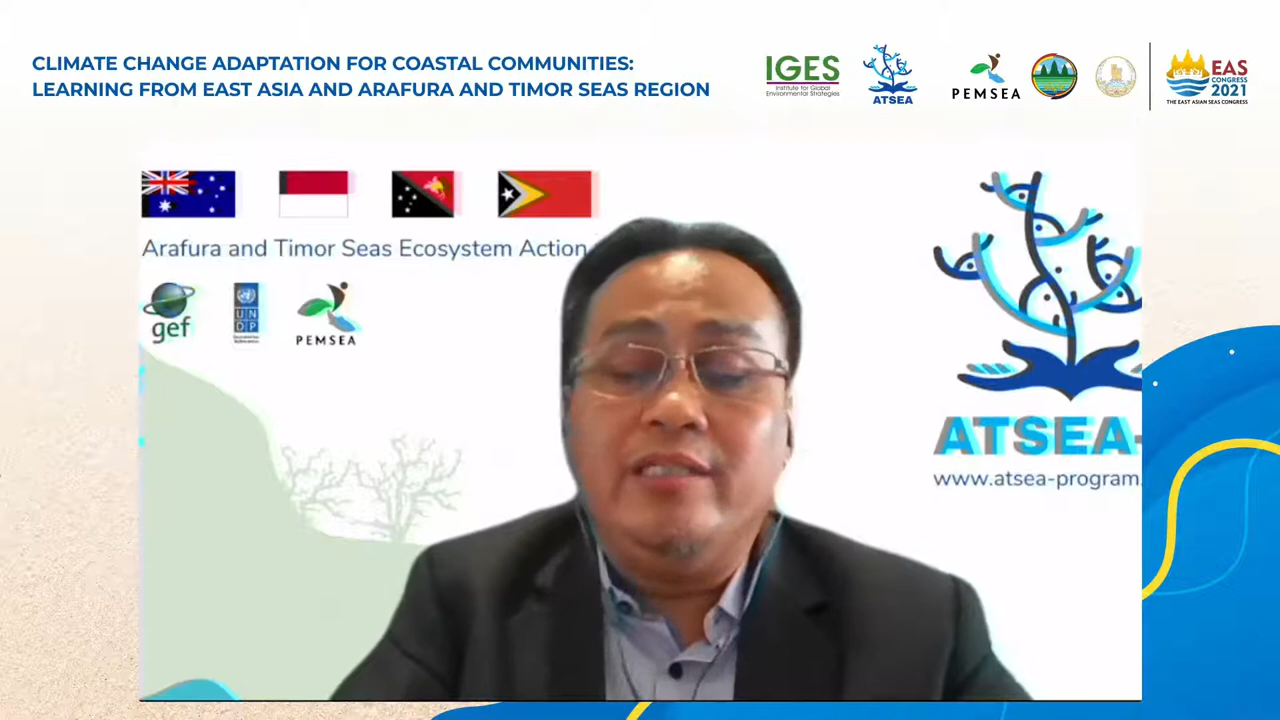 CLIMATE CHANGE ADAPTATION FOR COASTAL COMMUNITIES:
LEARNING FROM EAST ASIA AND ARAFURA AND TIMOR SEAS REGION
IGES
Institute for Global
Environmental Strategies
ATSEA
PEMSEA
EAS
CONGRESS
2021
THE EAST ASIAN SEAS CONGRESS
Arafura and Timor Seas Ecosystem Action
gef
UN
DP
PEMSEA
ATSEA-
www.atsea-program.